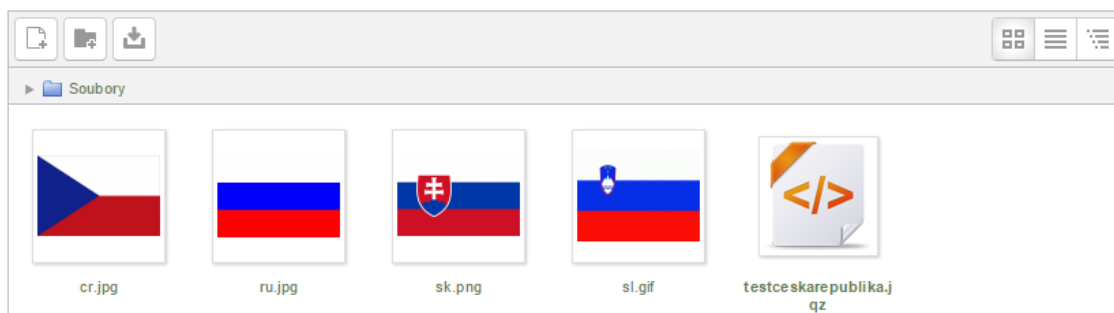 Soubory
cr.jpg
ru.jpg
sk.png
sl.gif
testceskarepublika.j
qz